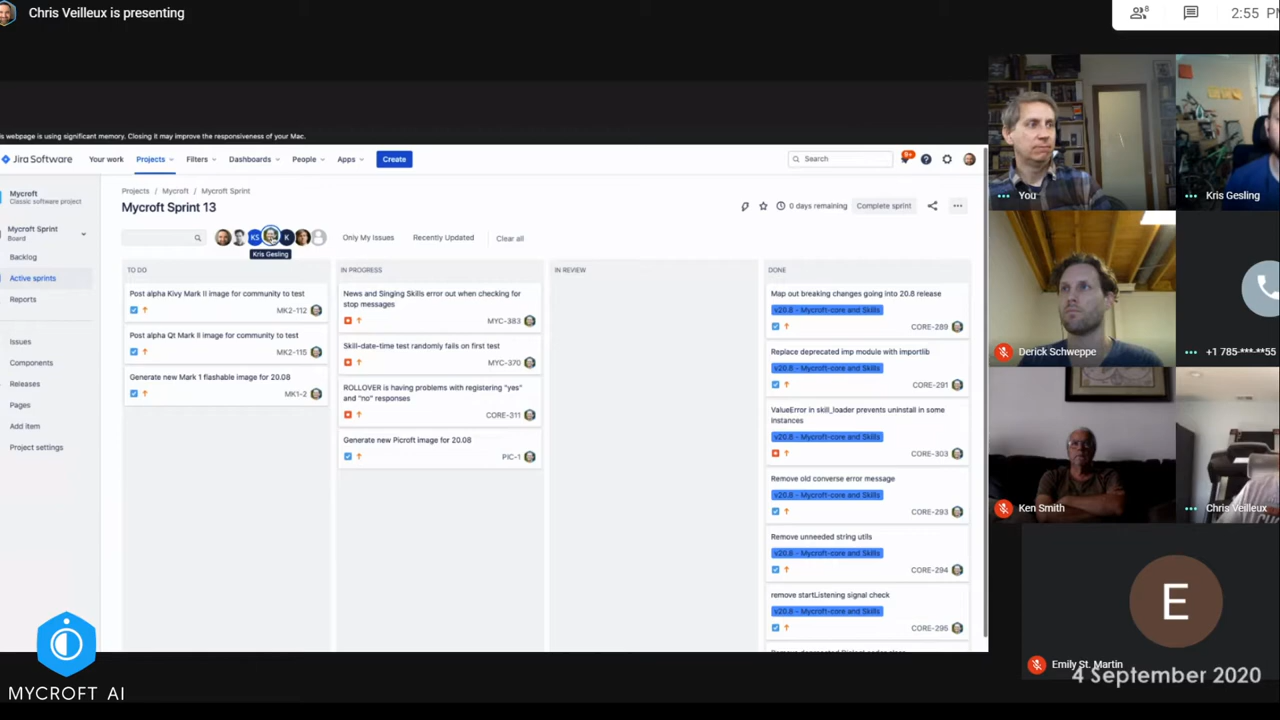 Chris Veilleux is presenting
8
2:55 PM
is webpage is using significant memory. Closing it may improve the responsiveness of your Mac.
Jira Software
Your work
Projects
Filters
Dashboards
People
Apps
Create
Search
9+
Mycroft
Classic software project
Mycroft Sprint
Board
Backlog
Active sprints
Reports
Issues
Components
Releases
Pages
Add item
Project settings
Projects / Mycroft / Mycroft Sprint
Mycroft Sprint 13
0 days remaining
Complete sprint
KS
K
Kris Gesling
Only My Issues
Recently Updated
Clear all
TO DO
Post alpha Kivy Mark II image for community to test
MK2-112
Post alpha Qt Mark II image for community to test
MK2-115
Generate new Mark 1 flashable image for 20.08
MK1-2
IN PROGRESS
News and Singing Skills error out when checking for
stop messages
MYC-383
Skill-date-time test randomly fails on first test
MYC-370
ROLLOVER is having problems with registering "yes"
and "no" responses
CORE-311
Generate new Picroft image for 20.08
PIC-1
IN REVIEW
DONE
Map out breaking changes going into 20.8 release
v20.8 - Mycroft-core and Skills
CORE-289
Replace deprecated imp module with importlib
v20.8 - Mycroft-core and Skills
CORE-291
ValueError in skill_loader prevents uninstall in some
instances
v20.8 - Mycroft-core and Skills
CORE-303
Remove old converse error message
v20.8 - Mycroft-core and Skills
CORE-293
Remove unneeded string utils
v20.8 - Mycroft-core and Skills
CORE-294
remove startListening signal check
v20.8 - Mycroft-core and Skills
CORE-295
You
Kris Gesling
Derick Schweppe
+1 785-***-**55
Ken Smith
Chris Veilleux
E
Emily St. Martin
4 September 2020
MYCROFT AI